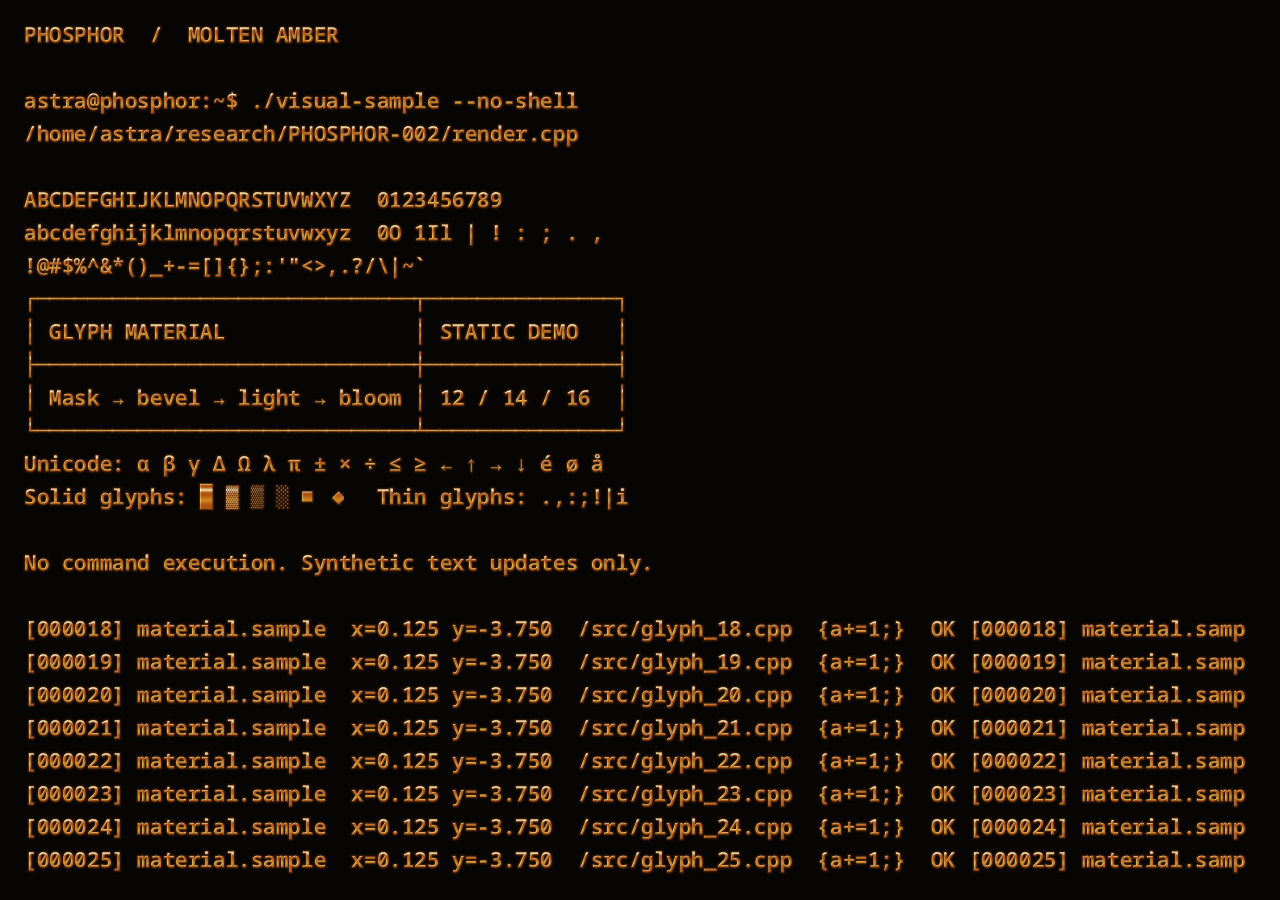 PHOSPHOR  /  MOLTEN AMBER
astra@phosphor:~$ ./visual-sample --no-shell
/home/astra/research/PHOSPHOR-002/render.cpp
ABCDEFGHIJKLMNOPQRSTUVWXYZ  0123456789
abcdefghijklmnopqrstuvwxyz  0O 1Il | ! : ; . ,
!@#$%^&*()_+-=[]{};:'"<>,.?/\|~`
┌──────────────────────────────┬───────────────┐
│ GLYPH MATERIAL               │ STATIC DEMO   │
├──────────────────────────────┼───────────────┤
│ Mask → bevel → light → bloom │ 12 / 14 / 16  │
└──────────────────────────────┴───────────────┘
Unicode: α β γ Δ Ω λ π ± × ÷ ≤ ≥ ← ↑ → ↓ é ø å
Solid glyphs: █ ▓ ▒ ░ ■ ◆  Thin glyphs: .,:;!|i
No command execution. Synthetic text updates only.
[000018] material.sample  x=0.125 y=-3.750  /src/glyph_18.cpp  {a+=1;}  OK [000018] material.samp
[000019] material.sample  x=0.125 y=-3.750  /src/glyph_19.cpp  {a+=1;}  OK [000019] material.samp
[000020] material.sample  x=0.125 y=-3.750  /src/glyph_20.cpp  {a+=1;}  OK [000020] material.samp
[000021] material.sample  x=0.125 y=-3.750  /src/glyph_21.cpp  {a+=1;}  OK [000021] material.samp
[000022] material.sample  x=0.125 y=-3.750  /src/glyph_22.cpp  {a+=1;}  OK [000022] material.samp
[000023] material.sample  x=0.125 y=-3.750  /src/glyph_23.cpp  {a+=1;}  OK [000023] material.samp
[000024] material.sample  x=0.125 y=-3.750  /src/glyph_24.cpp  {a+=1;}  OK [000024] material.samp
[000025] material.sample  x=0.125 y=-3.750  /src/glyph_25.cpp  {a+=1;}  OK [000025] material.samp